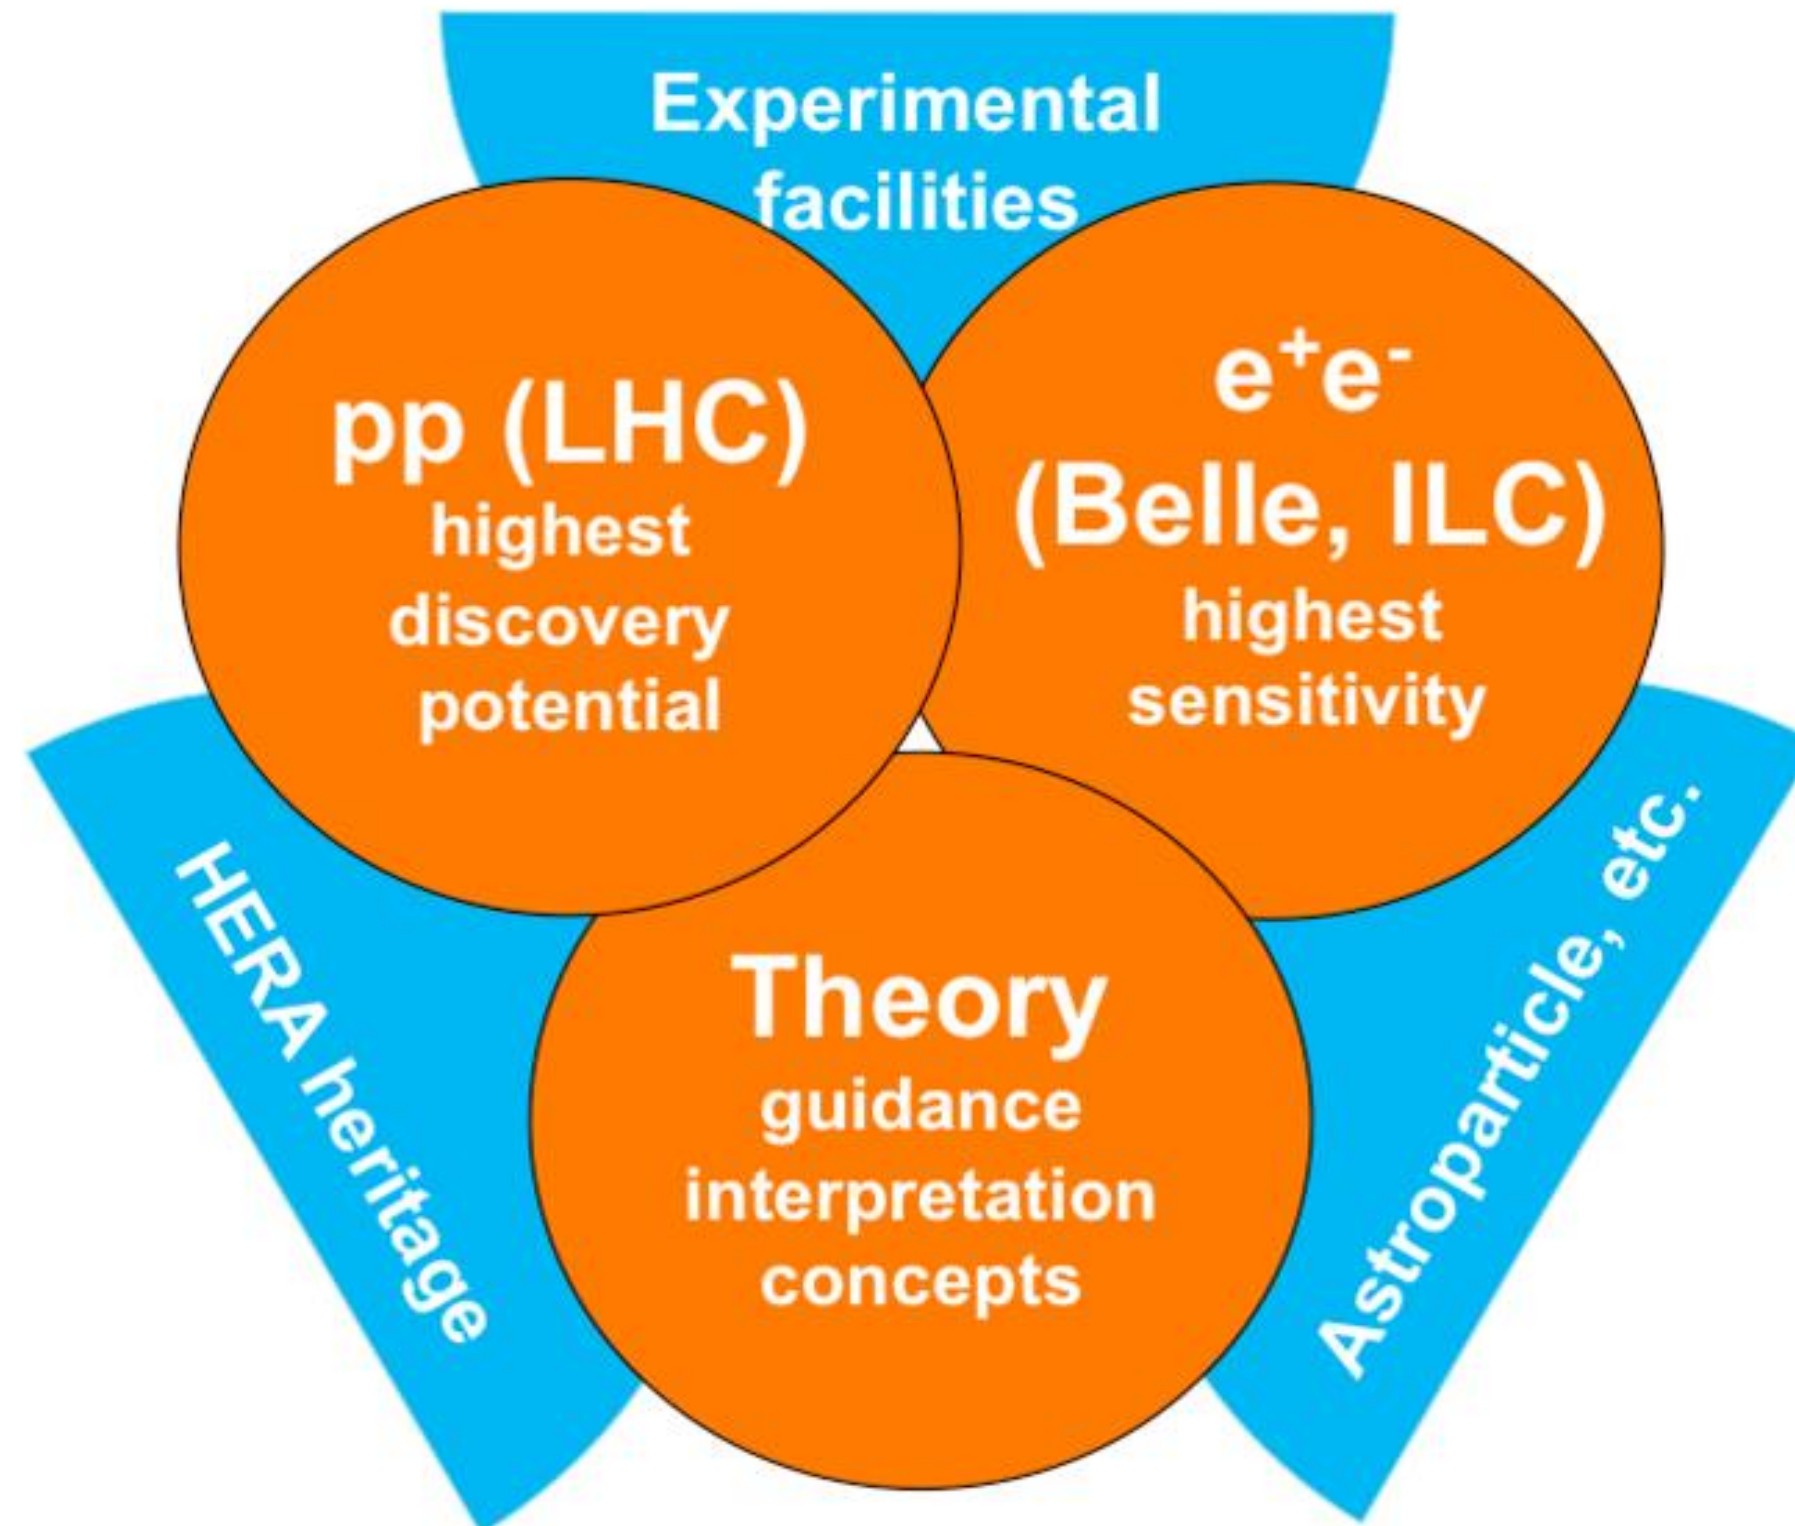 Experimental
facilities
pp (LHC)
highest
discovery
potential
e⁺e⁻
(Belle, ILC)
highest
sensitivity
HERA heritage
Theory
guidance
interpretation
concepts
Astroparticle, etc.